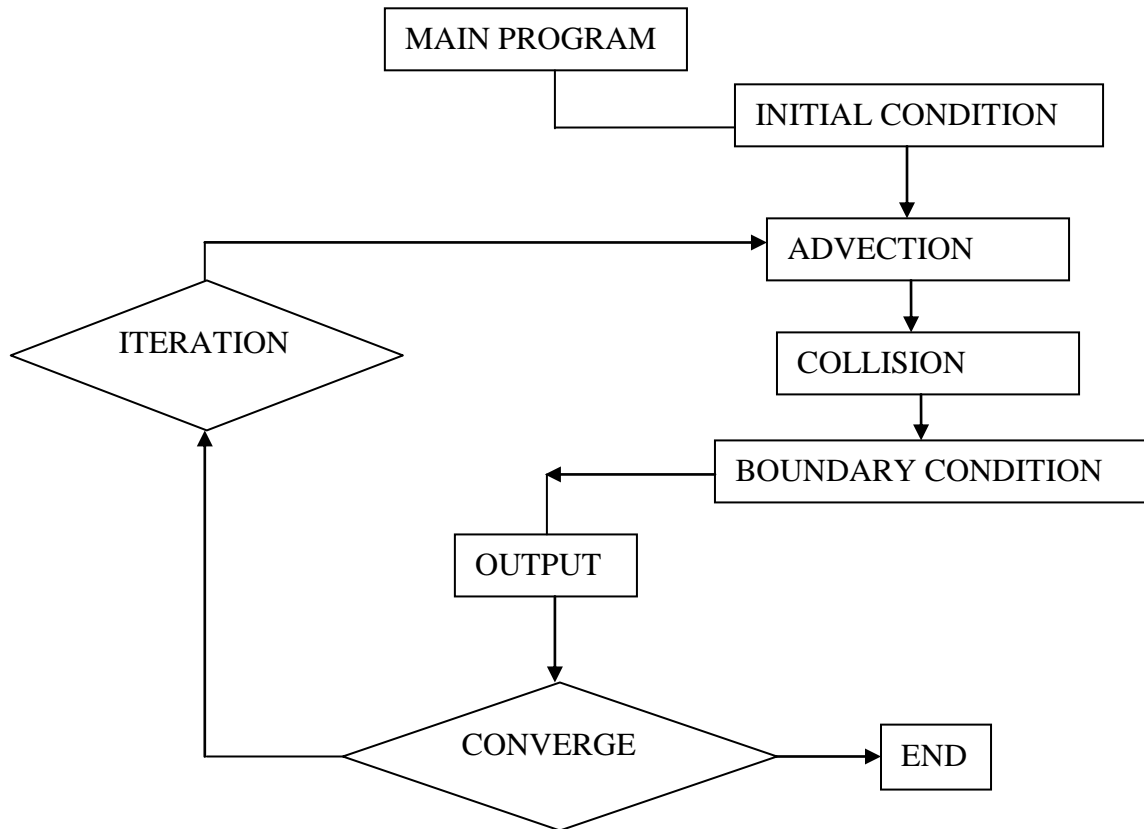 MAIN PROGRAM
INITIAL CONDITION
ADVECTION
ITERATION
COLLISION
BOUNDARY CONDITION
OUTPUT
CONVERGE
END